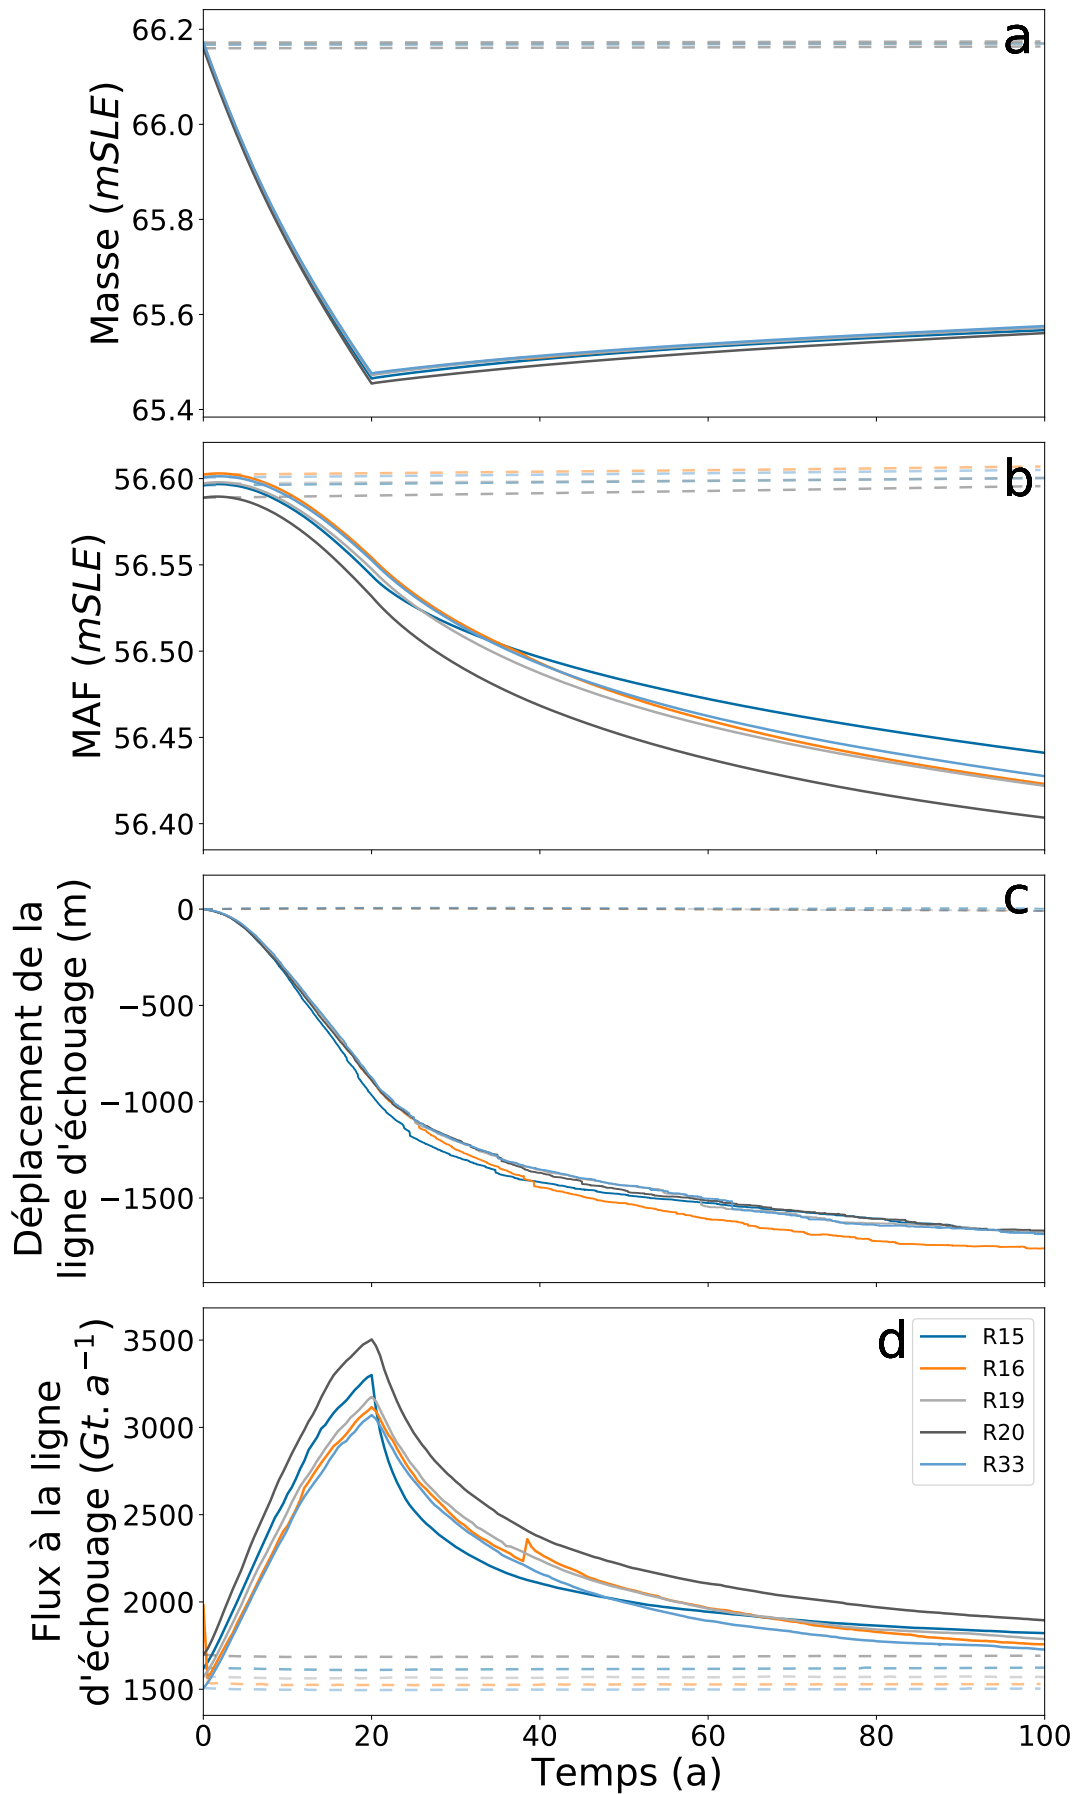 66.2
66.0
65.8
65.6
65.4
Masse (mSLE)
a
56.60
56.55
56.50
56.45
56.40
MAF (mSLE)
b
0
−500
−1000
−1500
Déplacement de la
ligne d'échouage (m)
c
3500
3000
2500
2000
1500
Flux à la ligne
d'échouage (Gt. a⁻¹)
d
R15
R16
R19
R20
R33
0 20 40 60 80 100
Temps (a)